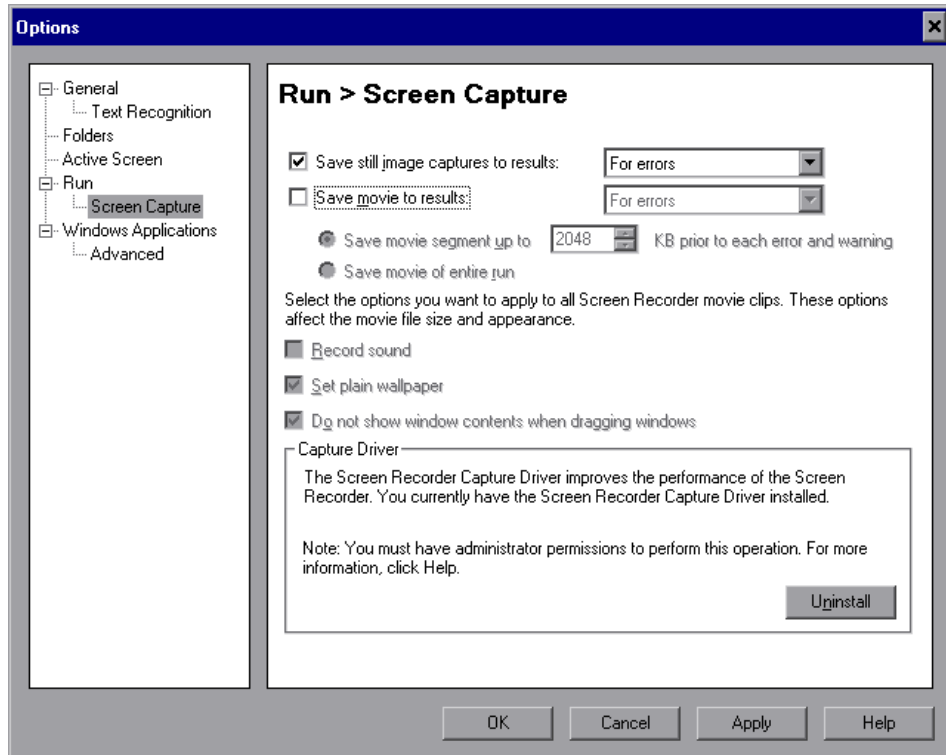 Options
General
Text Recognition
Folders
Active Screen
Run
Screen Capture
Windows Applications
Advanced
Run > Screen Capture
Save still image captures to results: For errors
Save movie to results: For errors
Save movie segment up to 2048 KB prior to each error and warning
Save movie of entire run
Select the options you want to apply to all Screen Recorder movie clips. These options
affect the movie file size and appearance.
Record sound
Set plain wallpaper
Do not show window contents when dragging windows
Capture Driver
The Screen Recorder Capture Driver improves the performance of the Screen
Recorder. You currently have the Screen Recorder Capture Driver installed.
Note: You must have administrator permissions to perform this operation. For more
information, click Help.
Uninstall
OK Cancel Apply Help